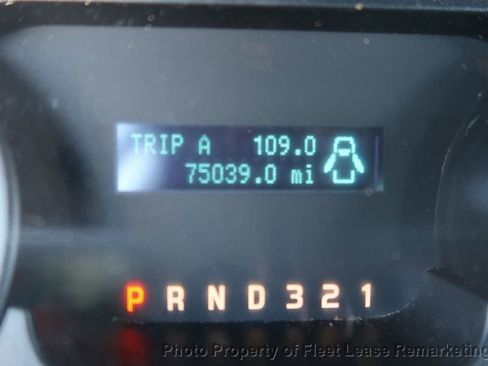 TRIP A 109.0
75039.0 mi
P R N D 3 2 1
Photo Property of Fleet Lease Remarketing